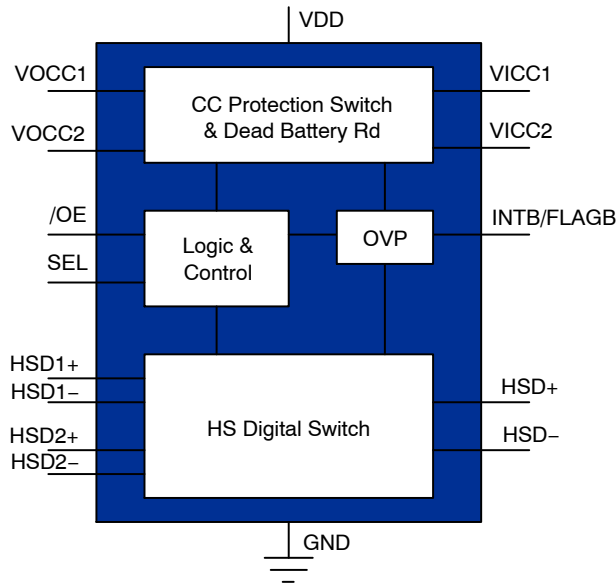 VDD
VOCC1
VICC1
CC Protection Switch
& Dead Battery Rd
VOCC2
VICC2
/OE
INTB/FLAGB
OVP
Logic &
Control
SEL
HSD1+
HSD1−
HSD+
HS Digital Switch
HSD2+
HSD−
HSD2−
GND